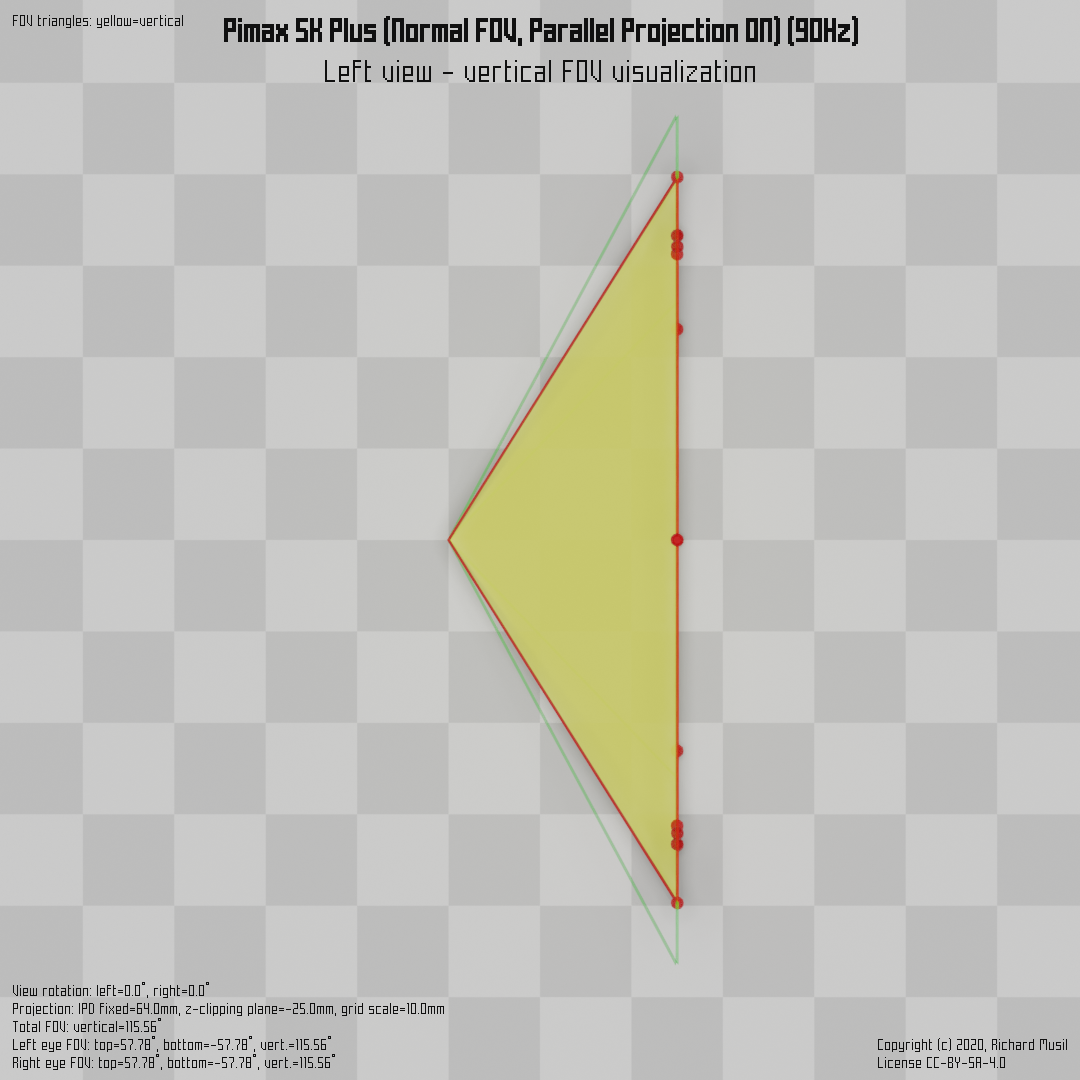 FOV triangles: yellow=vertical
Pimax 5K Plus (Normal FOV, Parallel Projection ON) (90Hz)
Left view - vertical FOV visualization
View rotation: left=0.0°, right=0.0°
Projection: IPD fixed=64.0mm, z-clipping plane=-25.0mm, grid scale=10.0mm
Total FOV: vertical=115.56°
Left eye FOV: top=57.78°, bottom=-57.78°, vert.=115.56°
Right eye FOV: top=57.78°, bottom=-57.78°, vert.=115.56°
Copyright (c) 2020, Richard Musil
License CC-BY-SA-4.0